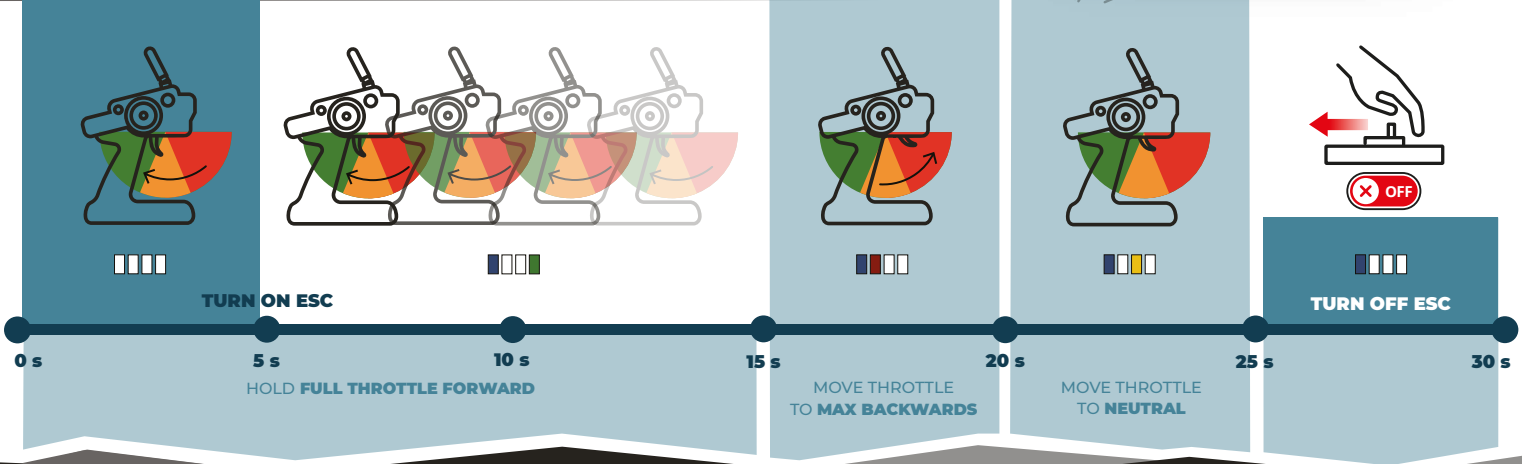 OFF
TURN ON ESC
TURN OFF ESC
0 s
5 s
10 s
15 s
20 s
25 s
30 s
HOLD FULL THROTTLE FORWARD
MOVE THROTTLE
TO MAX BACKWARDS
MOVE THROTTLE
TO NEUTRAL